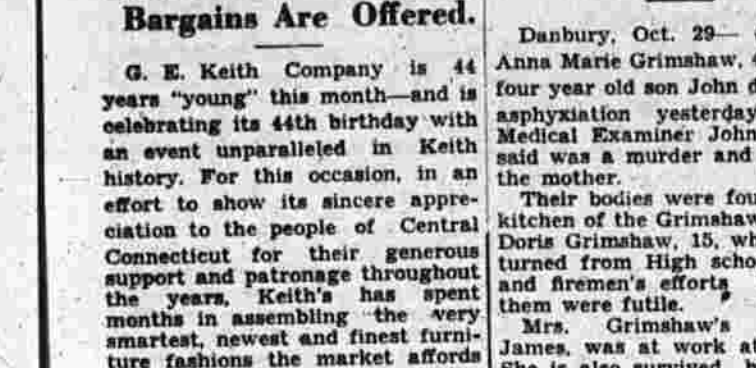 Bargains Are Offered.
G. E. Keith Company is 44
years "young" this month—and is
celebrating its 44th birthday with
an event unparalleled in Keith
history. For this occasion, in an
effort to show its sincere appre-
ciation to the people of Central
Connecticut for their generous
support and patronage throughout
the years, Keith's has spent
months in assembling the very
smartest, newest and finest furni-
ture fashions the market affords
Danbury, Oct. 29—
Anna Marie Grimshaw,
four year old son John
asphyxiation yesterday
Medical Examiner John
said was a murder and
the mother.
Their bodies were fou
kitchen of the Grimshaw
Doris Grimshaw, 15, wh
turned from High scho
and firemen's efforts
them were futile.
Mrs. Grimshaw's
James, was at work at
She is also survived